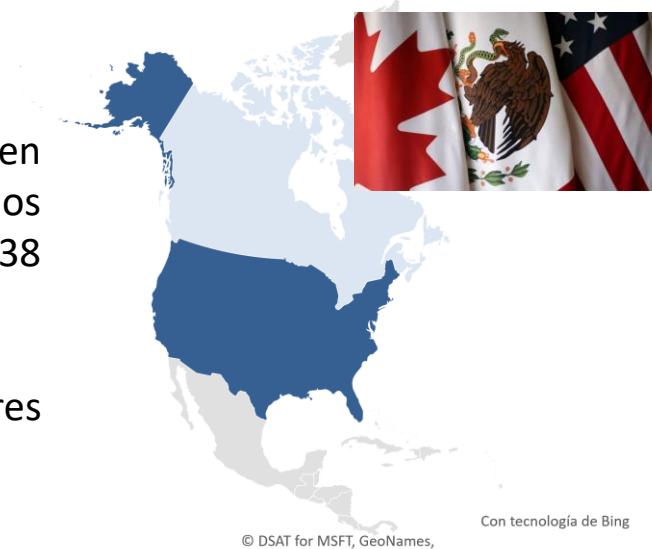 en
os
38
res
Con tecnología de Bing
© DSAT for MSFT, GeoNames,